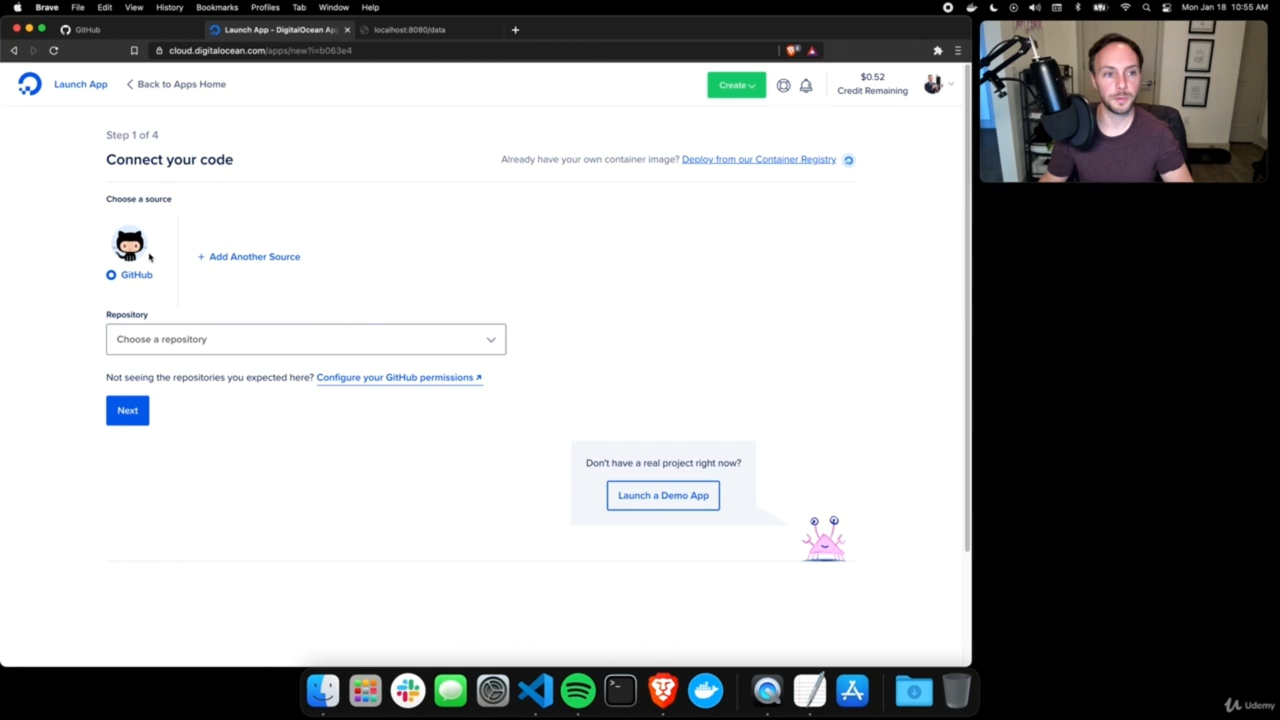 Brave File Edit View History Bookmarks Profiles Tab Window Help Mon Jan 18 10:55 AM
GitHub Launch App - DigitalOcean Ap localhost:8080/data
cloud.digitalocean.com/apps/new?i=b063e4
Launch App Back to Apps Home Create $0.52
Credit Remaining
Step 1 of 4
Connect your code Already have your own container image? Deploy from our Container Registry
Choose a source
+ Add Another Source
GitHub
Repository
Choose a repository
Not seeing the repositories you expected here? Configure your GitHub permissions
Next
Don't have a real project right now?
Launch a Demo App
Udemy